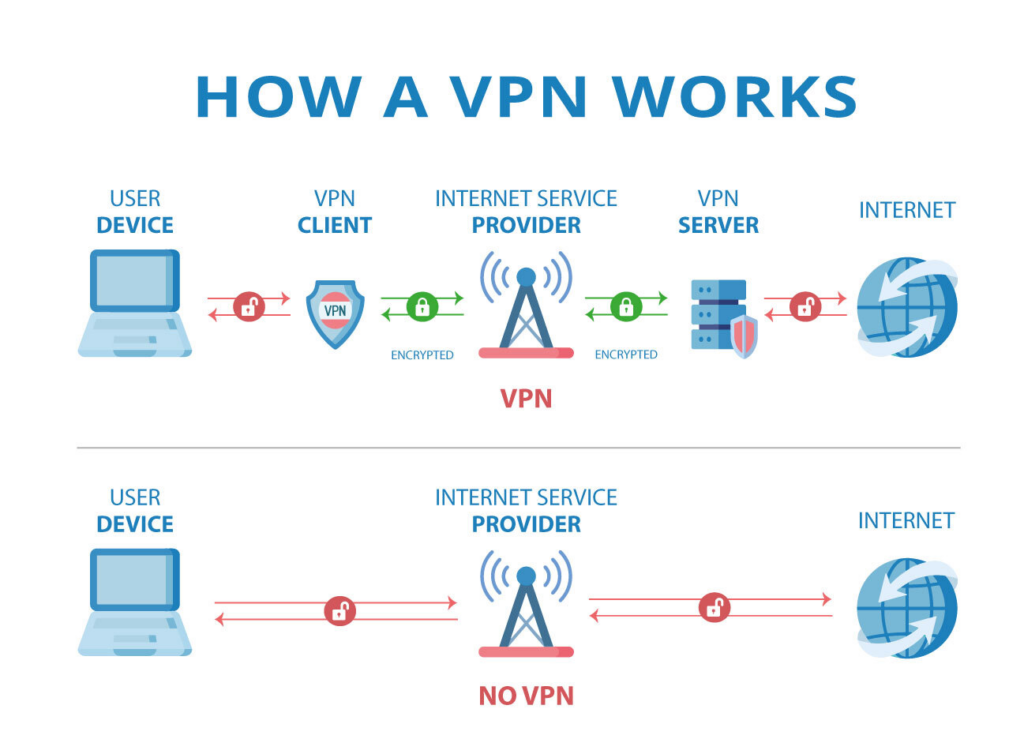 HOW A VPN WORKS
USER
DEVICE
VPN
CLIENT
INTERNET SERVICE
PROVIDER
VPN
SERVER
INTERNET
VPN
ENCRYPTED
ENCRYPTED
VPN
USER
DEVICE
INTERNET SERVICE
PROVIDER
INTERNET
NO VPN